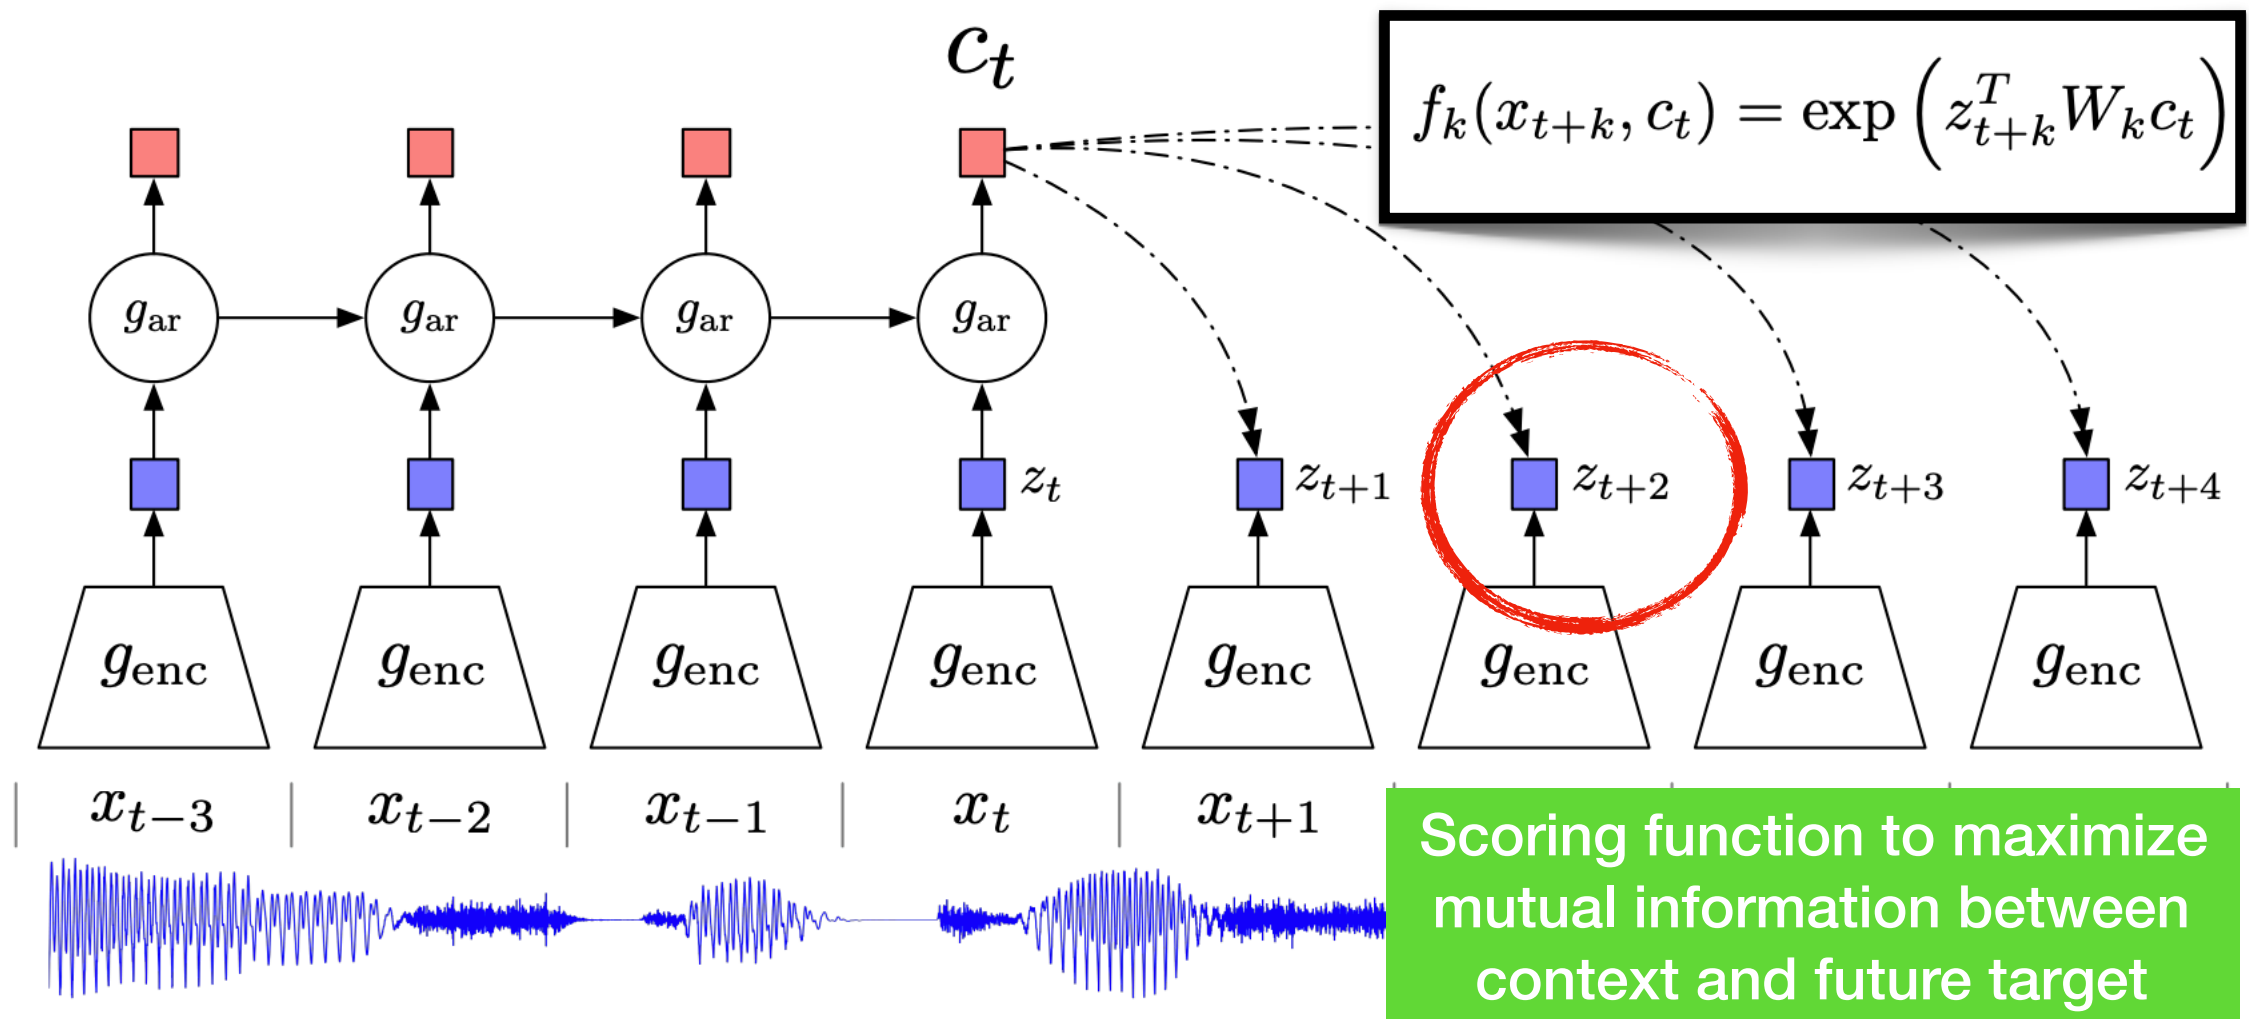 c_t
f_k(x_{t+k}, c_t) = exp(z_{t+k}^T W_k c_t)
g_ar g_ar g_ar g_ar
z_t z_{t+1} z_{t+2} z_{t+3} z_{t+4}
g_enc g_enc g_enc g_enc g_enc g_enc g_enc g_enc
x_{t-3} x_{t-2} x_{t-1} x_t x_{t+1}
Scoring function to maximize
mutual information between
context and future target